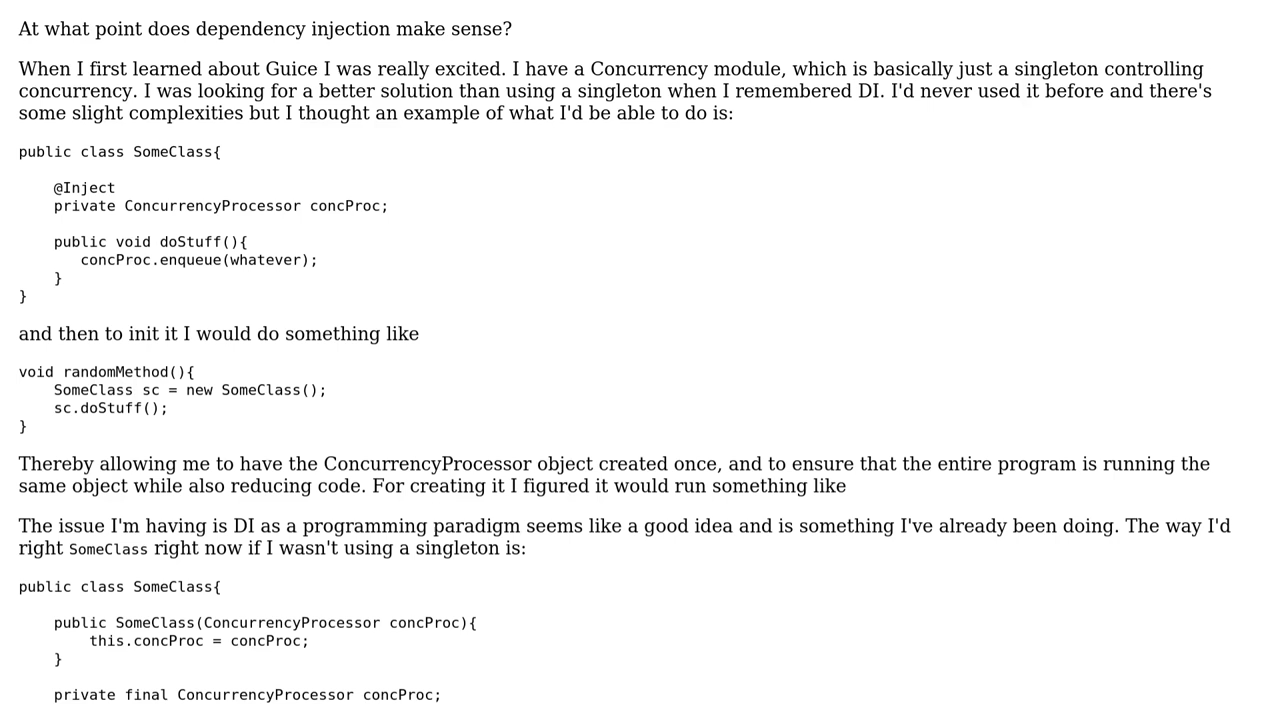 At what point does dependency injection make sense?
When I first learned about Guice I was really excited. I have a Concurrency module, which is basically just a singleton controlling
concurrency. I was looking for a better solution than using a singleton when I remembered DI. I'd never used it before and there's
some slight complexities but I thought an example of what I'd be able to do is:
public class SomeClass{
    @Inject
    private ConcurrencyProcessor concProc;
    public void doStuff(){
       concProc.enqueue(whatever);
    }
}
and then to init it I would do something like
void randomMethod(){
    SomeClass sc = new SomeClass();
    sc.doStuff();
}
Thereby allowing me to have the ConcurrencyProcessor object created once, and to ensure that the entire program is running the
same object while also reducing code. For creating it I figured it would run something like
The issue I'm having is DI as a programming paradigm seems like a good idea and is something I've already been doing. The way I'd
right SomeClass right now if I wasn't using a singleton is:
public class SomeClass{
    public SomeClass(ConcurrencyProcessor concProc){
        this.concProc = concProc;
    }
    private final ConcurrencyProcessor concProc;